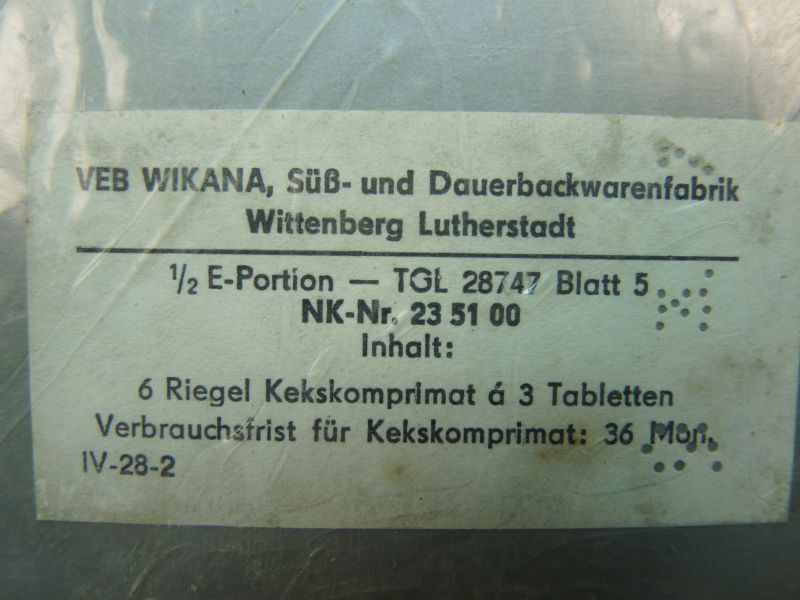 VEB WIKANA, Süß- und Dauerbackwarenfabrik
Wittenberg Lutherstadt
1/2 E-Portion — TGL 28747 Blatt 5
NK-Nr. 23 51 00
Inhalt:
6 Riegel Kekskomprimat á 3 Tabletten
Verbrauchsfrist für Kekskomprimat: 36 Mon.
IV-28-2